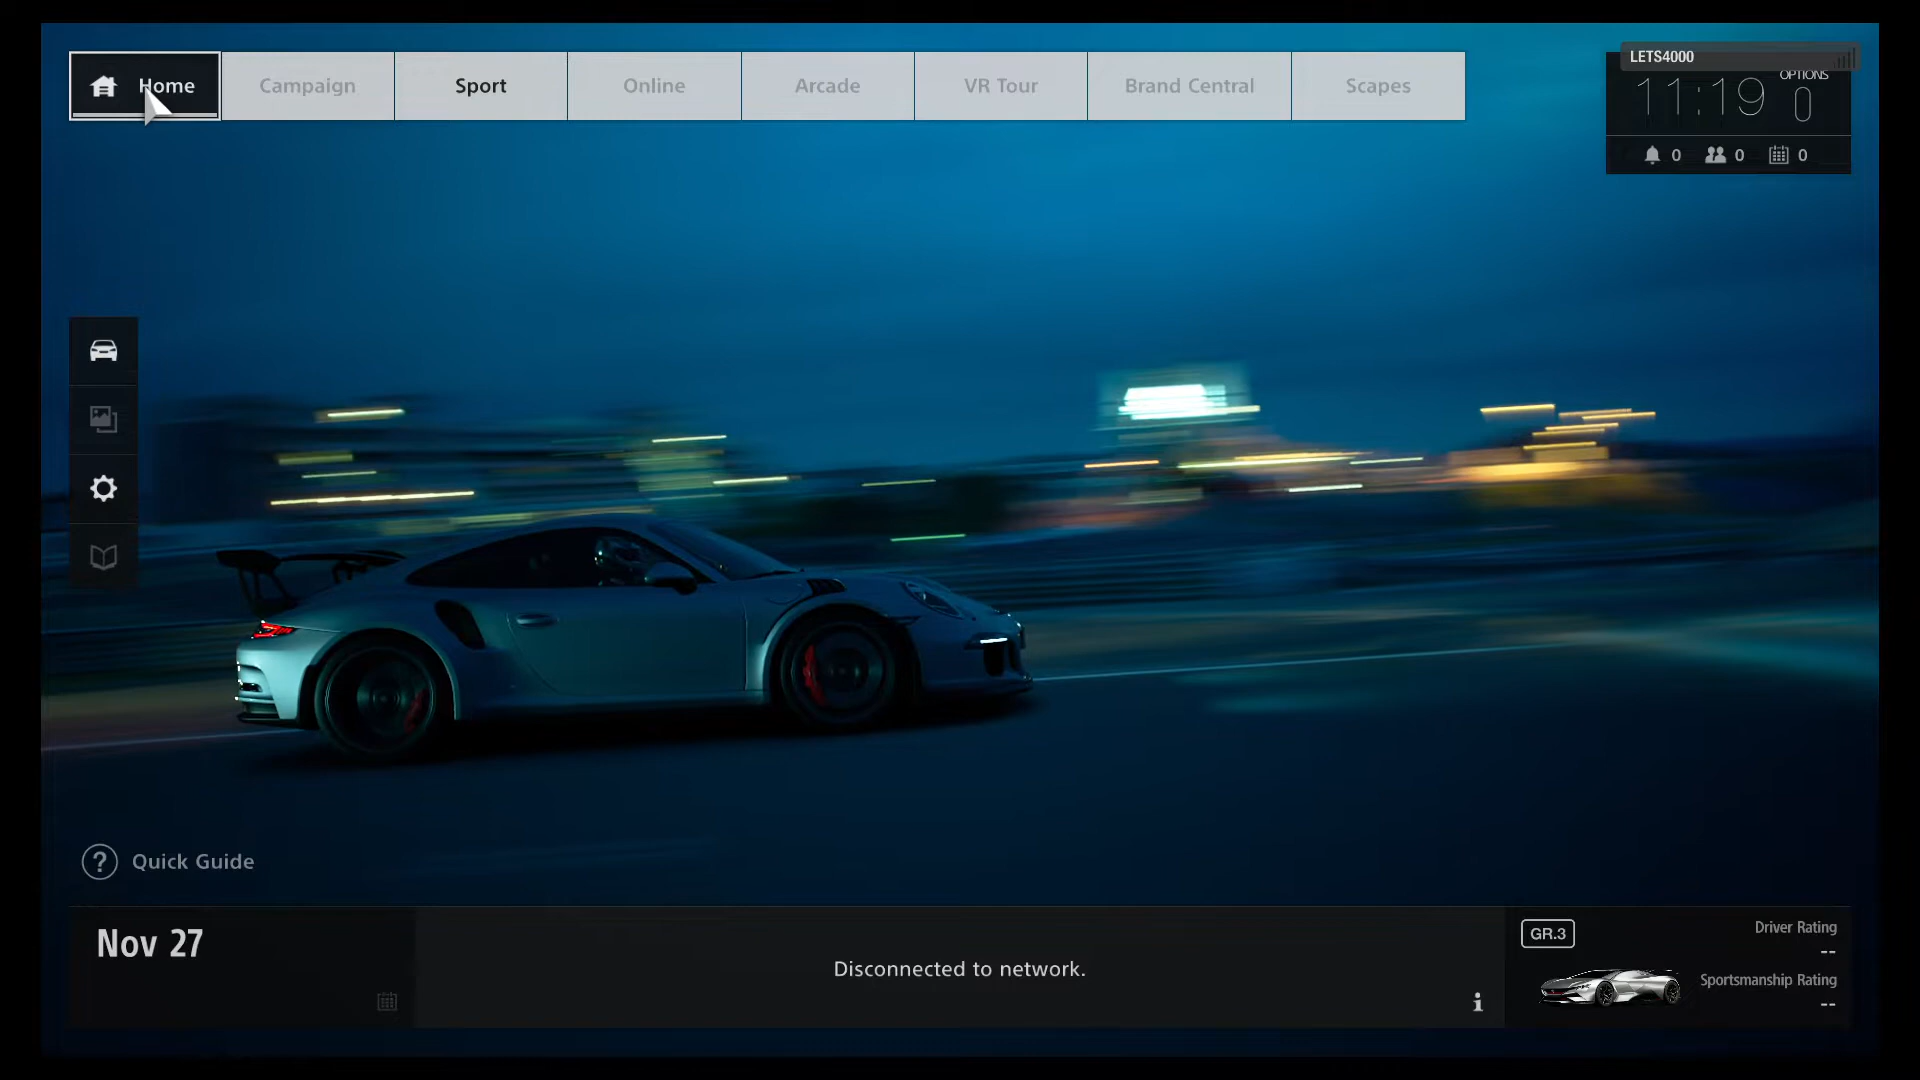 Home
Campaign
Sport
Online
Arcade
VR Tour
Brand Central
Scapes
LETS4000
OPTIONS
11:19
0
0
0
0
? Quick Guide
Nov 27
Disconnected to network.
i
GR.3
Driver Rating
--
Sportsmanship Rating
--